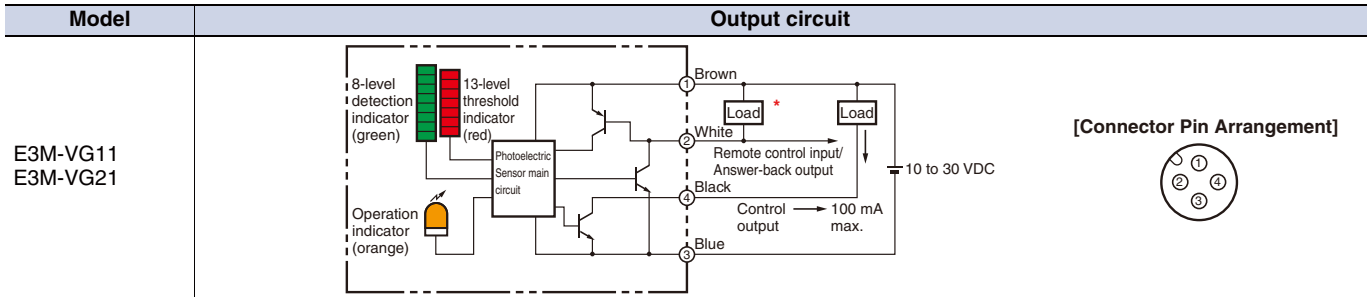 Model
Output circuit
E3M-VG11
E3M-VG21
8-level
detection
indicator
(green)
13-level
threshold
indicator
(red)
Photoelectric
Sensor main
circuit
Operation
indicator
(orange)
1
Brown
Load
*
Load
2
White
Remote control input/
Answer-back output
10 to 30 VDC
4
Black
Control
output
100 mA
max.
3
Blue
[Connector Pin Arrangement]
1
2
4
3